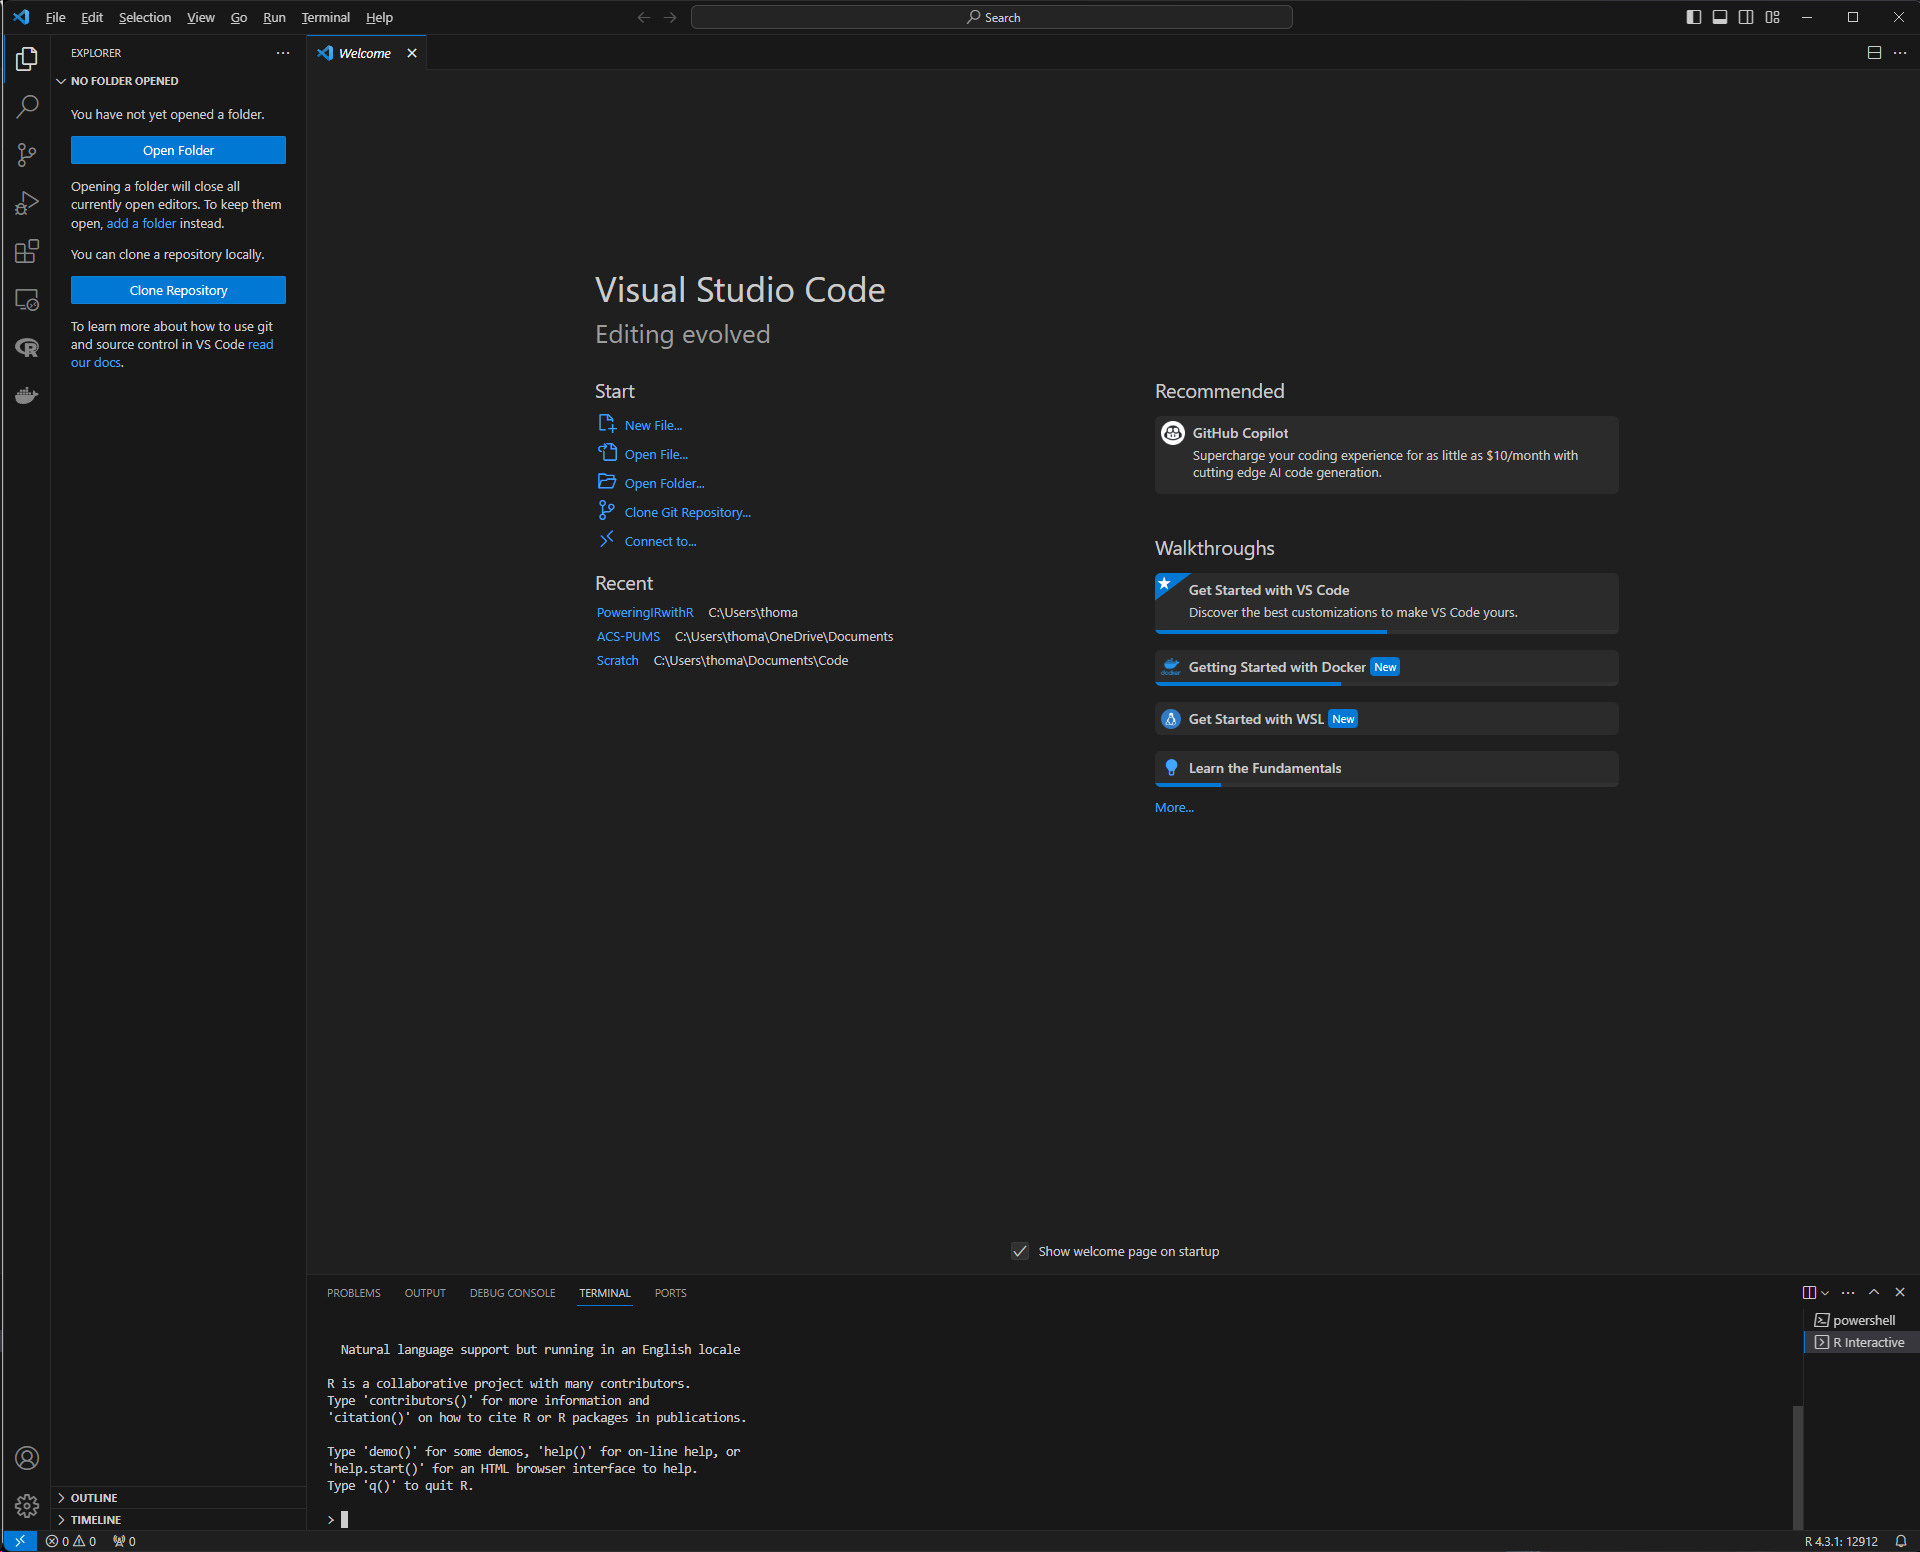 File Edit Selection View Go Run Terminal Help
Search
EXPLORER
Welcome
NO FOLDER OPENED
You have not yet opened a folder.
Open Folder
Opening a folder will close all
currently open editors. To keep them
open, add a folder instead.
You can clone a repository locally.
Clone Repository
To learn more about how to use git
and source control in VS Code read
our docs.
OUTLINE
TIMELINE
Visual Studio Code
Editing evolved
Start
New File...
Open File...
Open Folder...
Clone Git Repository...
Connect to...
Recent
PoweringIRwithR C:\Users\thoma
ACS-PUMS C:\Users\thoma\OneDrive\Documents
Scratch C:\Users\thoma\Documents\Code
Recommended
GitHub Copilot
Supercharge your coding experience for as little as $10/month with
cutting edge AI code generation.
Walkthroughs
Get Started with VS Code
Discover the best customizations to make VS Code yours.
Getting Started with Docker New
Get Started with WSL New
Learn the Fundamentals
More...
Show welcome page on startup
PROBLEMS OUTPUT DEBUG CONSOLE TERMINAL PORTS
Natural language support but running in an English locale
R is a collaborative project with many contributors.
Type 'contributors()' for more information and
'citation()' on how to cite R or R packages in publications.
Type 'demo()' for some demos, 'help()' for on-line help, or
'help.start()' for an HTML browser interface to help.
Type 'q()' to quit R.
>
powershell
R Interactive
0 0 0
R 4.3.1: 12912